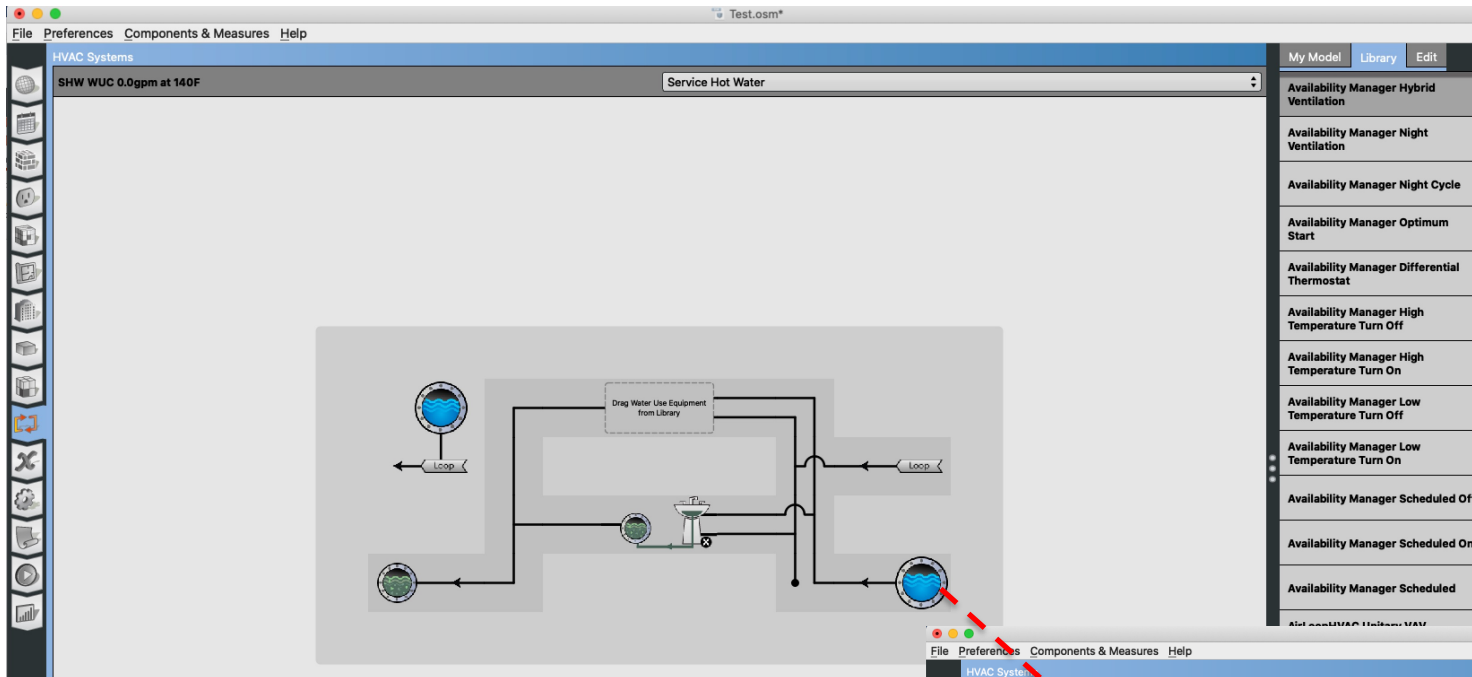 Test.osm*
File Preferences Components & Measures Help
HVAC Systems
My Model Library Edit
SHW WUC 0.0gpm at 140F
Service Hot Water
Availability Manager Hybrid
Ventilation
Availability Manager Night
Ventilation
Availability Manager Night Cycle
Availability Manager Optimum
Start
Availability Manager Differential
Thermostat
Availability Manager High
Temperature Turn Off
Availability Manager High
Temperature Turn On
Availability Manager Low
Temperature Turn Off
Availability Manager Low
Temperature Turn On
Availability Manager Scheduled Of
Availability Manager Scheduled On
Availability Manager Scheduled
AirLoopHVAC Unitary VAV
Drag Water Use Equipment
from Library
Loop
Loop
File Preferences Components & Measures Help
HVAC System